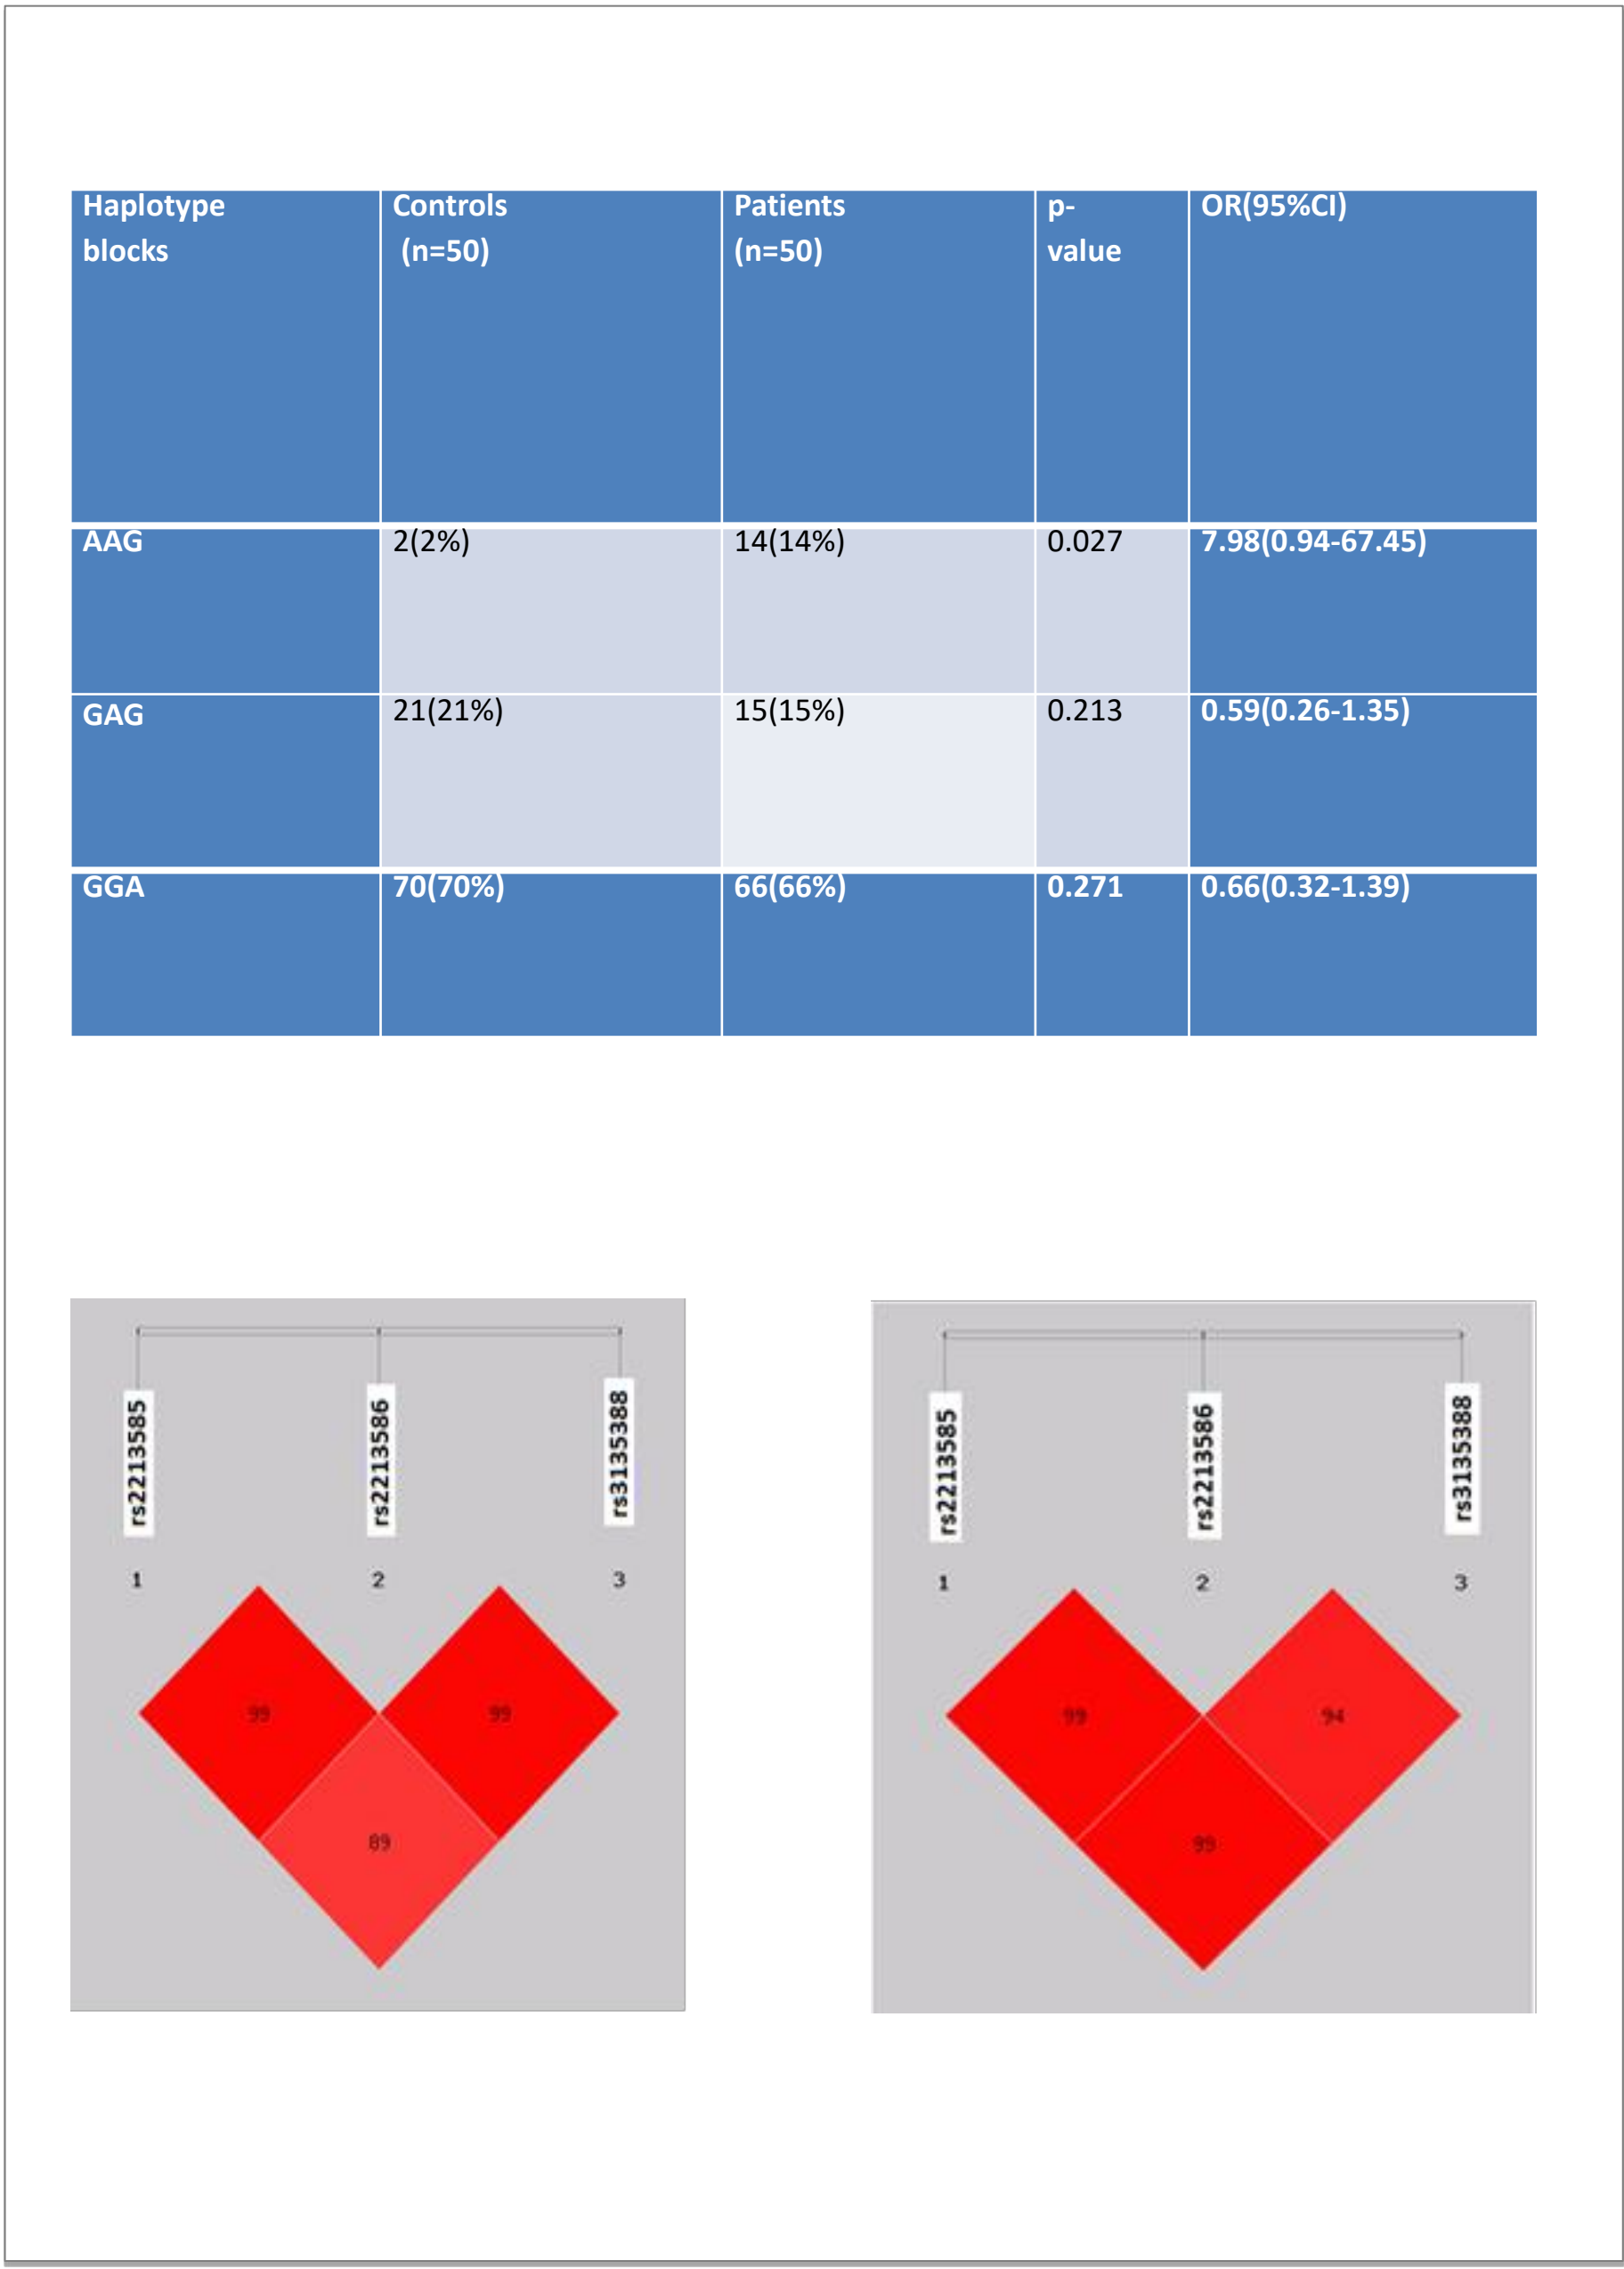 Haplotype blocks Controls (n=50) Patients (n=50) p-value OR(95%CI)
AAG 2(2%) 14(14%) 0.027 7.98(0.94-67.45)
GAG 21(21%) 15(15%) 0.213 0.59(0.26-1.35)
GGA 70(70%) 66(66%) 0.271 0.66(0.32-1.39)
rs2213585 rs2213586 rs3135388
1 2 3
99 99
89
rs2213585 rs2213586 rs3135388
1 2 3
99 94
99